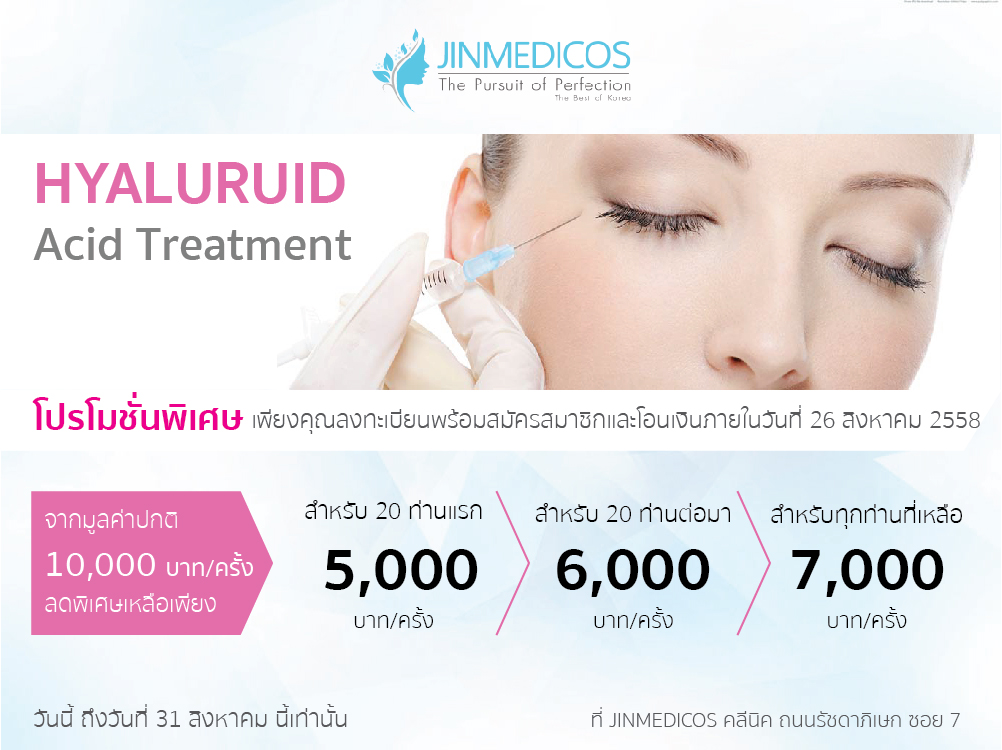 JINMEDICOS
The Pursuit of Perfection
The Best of Korea
HYALURUID
Acid Treatment
โปรโมชั่นพิเศษ เพียงคุณลงทะเบียนพร้อมสมัครสมาชิกและโอนเงินภายในวันที่ 26 สิงหาคม 2558
จากมูลค่าปกติ
10,000 บาท/ครั้ง
ลดพิเศษเหลือเพียง
สำหรับ 20 ท่านแรก
5,000
บาท/ครั้ง
สำหรับ 20 ท่านต่อมา
6,000
บาท/ครั้ง
สำหรับทุกท่านที่เหลือ
7,000
บาท/ครั้ง
วันนี้ ถึงวันที่ 31 สิงหาคม นี้เท่านั้น
ที่ JINMEDICOS คลีนิค ถนนรัชดาภิเษก ซอย 7